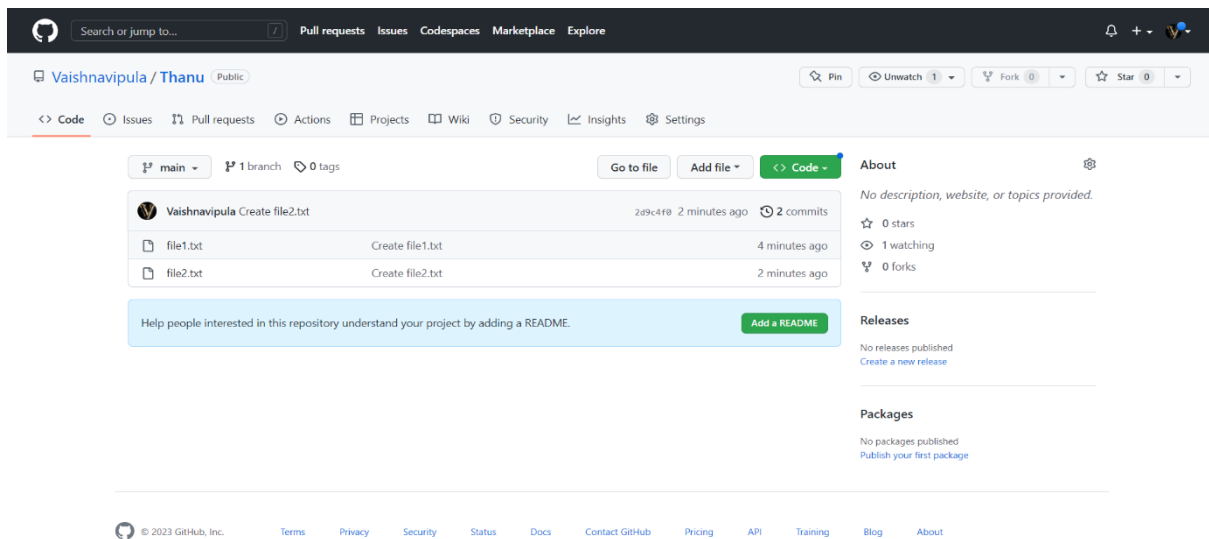 Search or jump to... / Pull requests Issues Codespaces Marketplace Explore
Vaishnavipula / Thanu Public Pin Unwatch 1 Fork 0 Star 0
<> Code Issues Pull requests Actions Projects Wiki Security Insights Settings
main 1 branch 0 tags Go to file Add file <> Code
Vaishnavipula Create file2.txt 2d9c4f0 2 minutes ago 2 commits
file1.txt Create file1.txt 4 minutes ago
file2.txt Create file2.txt 2 minutes ago
Help people interested in this repository understand your project by adding a README. Add a README
About
No description, website, or topics provided.
0 stars
1 watching
0 forks
Releases
No releases published
Create a new release
Packages
No packages published
Publish your first package
© 2023 GitHub, Inc. Terms Privacy Security Status Docs Contact GitHub Pricing API Training Blog About